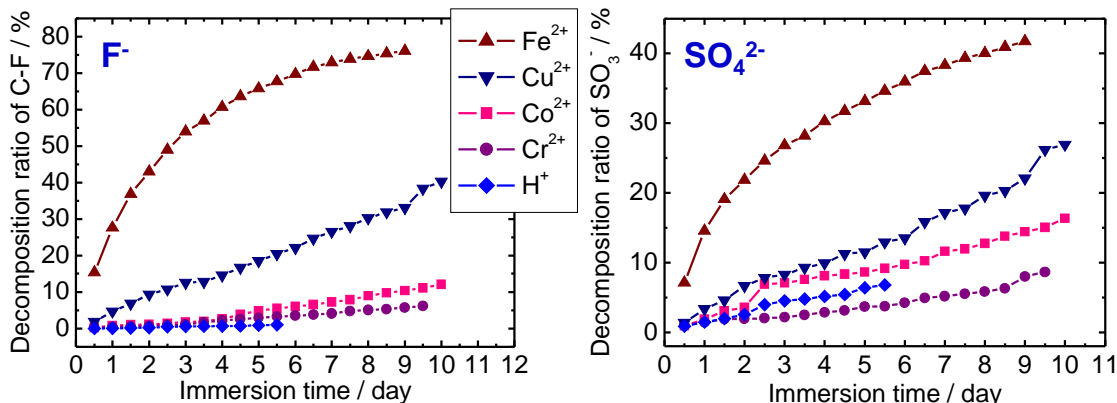 Decomposition ratio of C-F / %
80
70
60
50
40
30
20
10
0
F⁻
0 1 2 3 4 5 6 7 8 9 10 11 12
Immersion time / day
Fe²⁺
Cu²⁺
Co²⁺
Cr²⁺
H⁺
Decomposition ratio of SO₃⁻ / %
40
30
20
10
0
SO₄²⁻
0 1 2 3 4 5 6 7 8 9 10 11
Immersion time / day